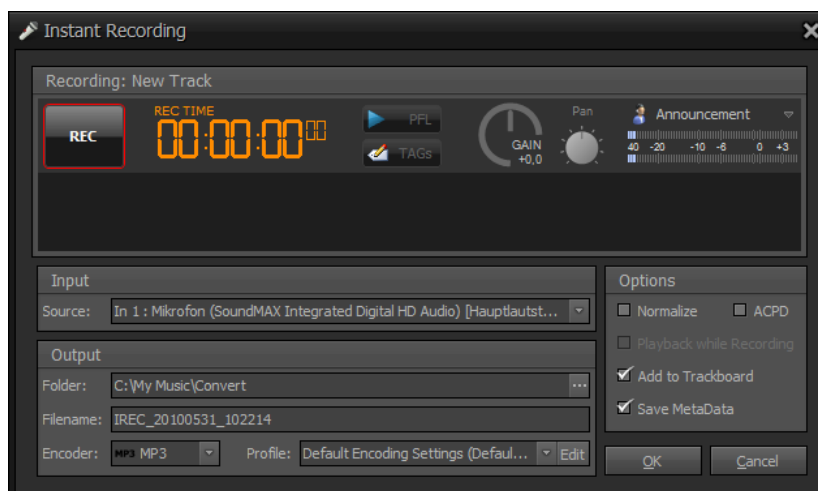 Instant Recording
Recording: New Track
REC
REC TIME
00:00:00 00
PFL
TAGs
GAIN
+0,0
Pan
Announcement
40 -20 -10 -6 0 +3
Input
Source: In 1 : Mikrofon (SoundMAX Integrated Digital HD Audio) [Hauptlautst...
Output
Folder: C:\My Music\Convert ...
Filename: IREC_20100531_102214
Encoder: MP3 MP3 Profile: Default Encoding Settings (Defaul... Edit
Options
Normalize ACPD
Playback while Recording
Add to Trackboard
Save MetaData
OK Cancel